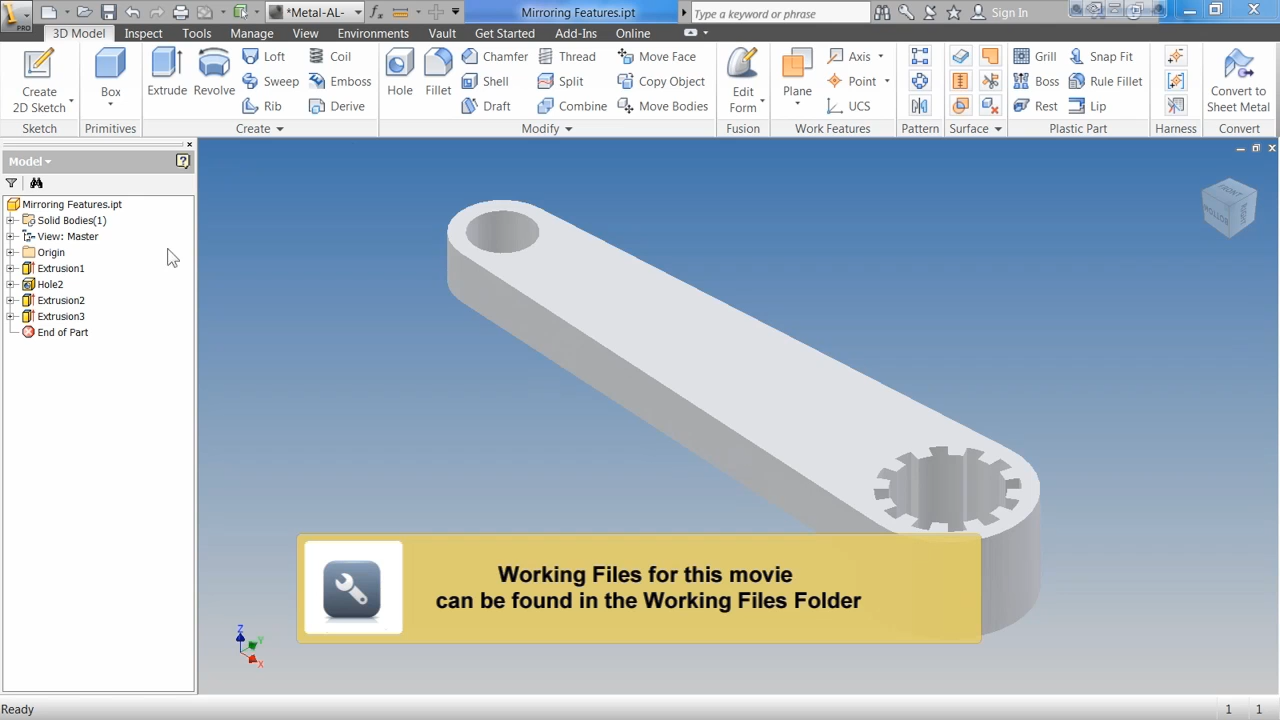 PRO
*Metal-AL-
Mirroring Features.ipt
Type a keyword or phrase
Sign In
3D Model Inspect Tools Manage View Environments Vault Get Started Add-Ins Online
Create 2D Sketch
Box
Extrude
Revolve
Loft
Sweep
Rib
Coil
Emboss
Derive
Hole
Fillet
Chamfer
Shell
Draft
Thread
Split
Combine
Move Face
Copy Object
Move Bodies
Edit Form
Plane
Axis
Point
UCS
Grill
Boss
Rest
Snap Fit
Rule Fillet
Lip
Convert to Sheet Metal
Sketch Primitives Create Modify Fusion Work Features Pattern Surface Plastic Part Harness Convert
Model
Mirroring Features.ipt
Solid Bodies(1)
View: Master
Origin
Extrusion1
Hole2
Extrusion2
Extrusion3
End of Part
FRONT
RIGHT
BOTTOM
Working Files for this movie
can be found in the Working Files Folder
Z
Y
X
Ready
1 1